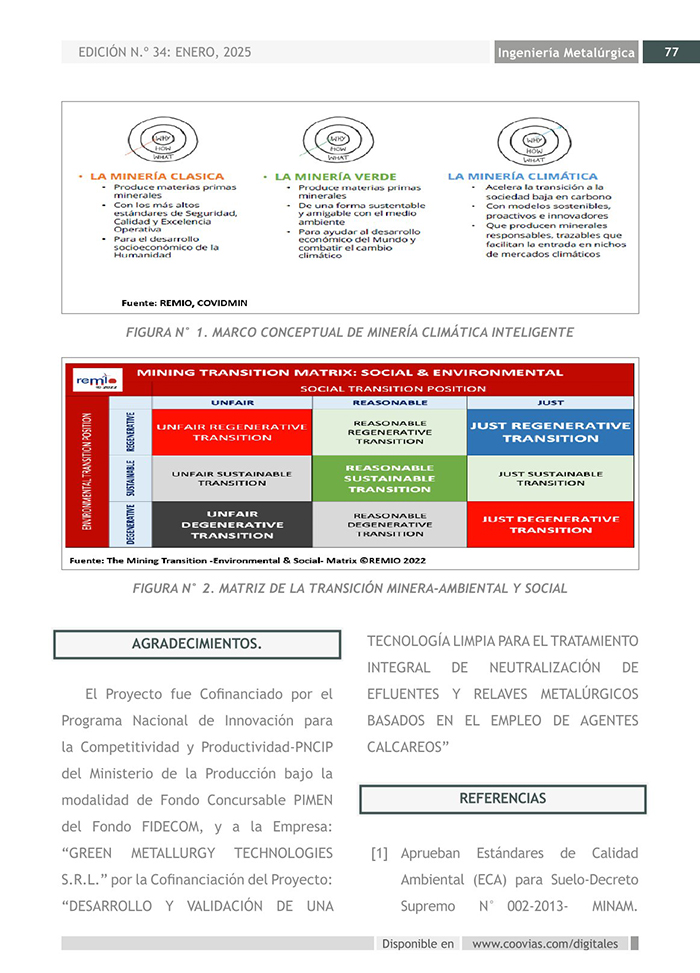 EDICIÓN N.º 34: ENERO, 2025
Ingeniería Metalúrgica
77
WHY
HOW
WHAT
• LA MINERÍA CLASICA
• Produce materias primas
minerales
• Con los más altos
estándares de Seguridad,
Calidad y Excelencia
Operativa
• Para el desarrollo
socioeconómico de la
Humanidad
WHY
HOW
WHAT
• LA MINERÍA VERDE
• Produce materias primas
minerales
• De una forma sustentable
y amigable con el medio
ambiente
• Para ayudar al desarrollo
económico del Mundo y
combatir el cambio
climático
WHY
HOW
WHAT
LA MINERÍA CLIMÁTICA
• Acelera la transición a la
sociedad baja en carbono
• Con modelos sostenibles,
proactivos e innovadores
• Que producen minerales
responsables, trazables que
facilitan la entrada en nichos
de mercados climáticos
Fuente: REMIO, COVIDMIN
FIGURA N° 1. MARCO CONCEPTUAL DE MINERÍA CLIMÁTICA INTELIGENTE
remio
© 2022
MINING TRANSITION MATRIX: SOCIAL & ENVIRONMENTAL
SOCIAL TRANSITION POSITION
UNFAIR
REASONABLE
JUST
ENVIRONMENTAL TRANSITION POSITION
REGENERATIVE
UNFAIR REGENERATIVE
TRANSITION
REASONABLE
REGENERATIVE
TRANSITION
JUST REGENERATIVE
TRANSITION
SUSTAINABLE
UNFAIR SUSTAINABLE
TRANSITION
REASONABLE
SUSTAINABLE
TRANSITION
JUST SUSTAINABLE
TRANSITION
DEGENERATIVE
UNFAIR
DEGENERATIVE
TRANSITION
REASONABLE
DEGENERATIVE
TRANSITION
JUST DEGENERATIVE
TRANSITION
Fuente: The Mining Transition -Environmental & Social- Matrix ©REMIO 2022
FIGURA N° 2. MATRIZ DE LA TRANSICIÓN MINERA-AMBIENTAL Y SOCIAL
AGRADECIMIENTOS.
El Proyecto fue Cofinanciado por el
Programa Nacional de Innovación para
la Competitividad y Productividad-PNCIP
del Ministerio de la Producción bajo la
modalidad de Fondo Concursable PIMEN
del Fondo FIDECOM, y a la Empresa:
“GREEN METALLURGY TECHNOLOGIES
S.R.L.” por la Cofinanciación del Proyecto:
“DESARROLLO Y VALIDACIÓN DE UNA
TECNOLOGÍA LIMPIA PARA EL TRATAMIENTO
INTEGRAL DE NEUTRALIZACIÓN DE
EFLUENTES Y RELAVES METALÚRGICOS
BASADOS EN EL EMPLEO DE AGENTES
CALCAREOS”
REFERENCIAS
[1] Aprueban Estándares de Calidad
Ambiental (ECA) para Suelo-Decreto
Supremo N° 002-2013- MINAM.
Disponible en
www.coovias.com/digitales